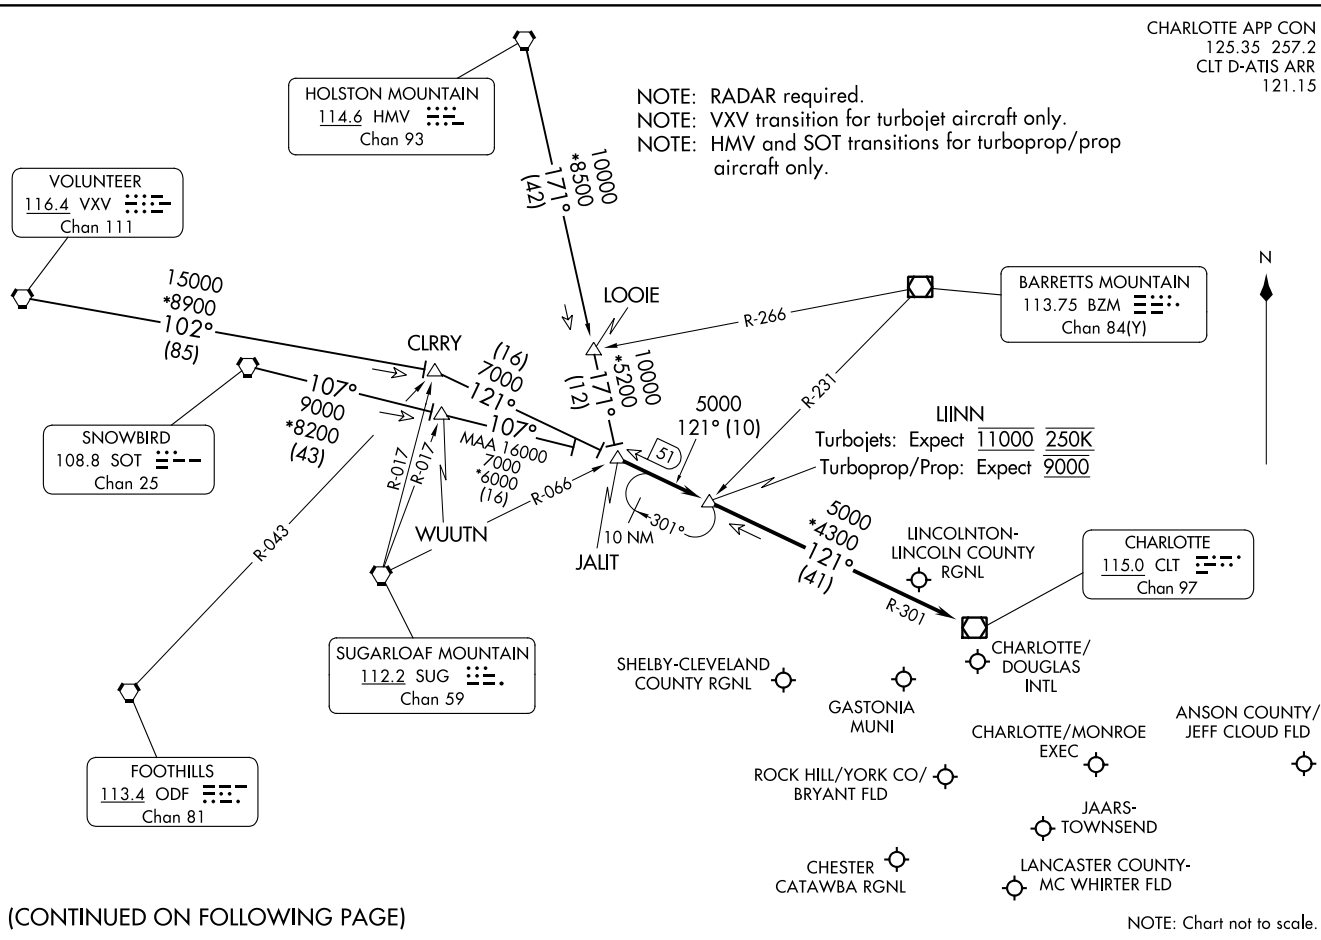 CHARLOTTE APP CON
125.35 257.2
CLT D-ATIS ARR
121.15
HOLSTON MOUNTAIN
114.6 HMV
Chan 93
NOTE: RADAR required.
NOTE: VXV transition for turbojet aircraft only.
NOTE: HMV and SOT transitions for turboprop/prop
aircraft only.
VOLUNTEER
116.4 VXV
Chan 111
10000
*8500
171°
(42)
N
BARRETTS MOUNTAIN
113.75 BZM
Chan 84(Y)
15000
*8900
102°
(85)
LOOIE
R-266
CLRRY
(16)
7000
121°
10000
*5200
171°
(12)
R-231
107°
9000
*8200
(43)
107°
MAA 16000
7000
*6000
(16)
5000
121° (10)
51
LIINN
Turbojets: Expect 11000 250K
Turboprop/Prop: Expect 9000
SNOWBIRD
108.8 SOT
Chan 25
R-017
R-017
R-066
R-043
WUUTN
JALIT
10 NM
301°
5000
*4300
121°
(41)
R-301
LINCOLNTON-
LINCOLN COUNTY
RGNL
CHARLOTTE
115.0 CLT
Chan 97
SUGARLOAF MOUNTAIN
112.2 SUG
Chan 59
SHELBY-CLEVELAND
COUNTY RGNL
CHARLOTTE/
DOUGLAS
INTL
GASTONIA
MUNI
CHARLOTTE/MONROE
EXEC
ANSON COUNTY/
JEFF CLOUD FLD
FOOTHILLS
113.4 ODF
Chan 81
ROCK HILL/YORK CO/
BRYANT FLD
JAARS-
TOWNSEND
CHESTER
CATAWBA RGNL
LANCASTER COUNTY-
MC WHIRTER FLD
(CONTINUED ON FOLLOWING PAGE)
NOTE: Chart not to scale.